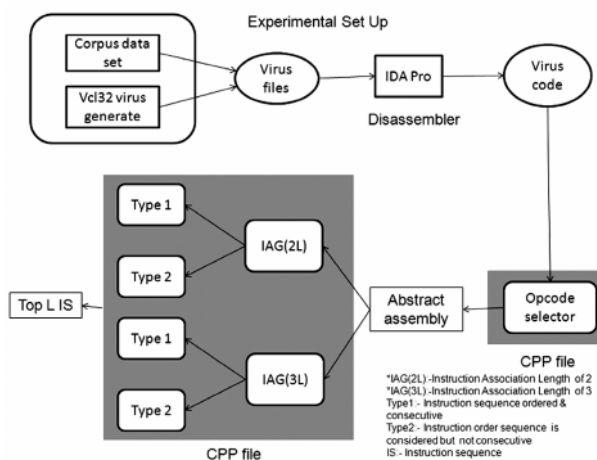 Experimental Set Up
Corpus data
set
Vcl32 virus
generate
Virus
files
IDA Pro
Disassembler
Virus
code
Type 1
Type 2
IAG(2L)
Type 1
Type 2
IAG(3L)
Top L IS
Abstract
assembly
Opcode
selector
CPP file
CPP file
*IAG(2L):-Instruction Association Length of 2
*IAG(3L):-Instruction Association Length of 3
Type1:- Instruction sequence ordered &
consecutive
Type2:- Instruction order sequence is
considered but not consecutive
IS:- Instruction sequence